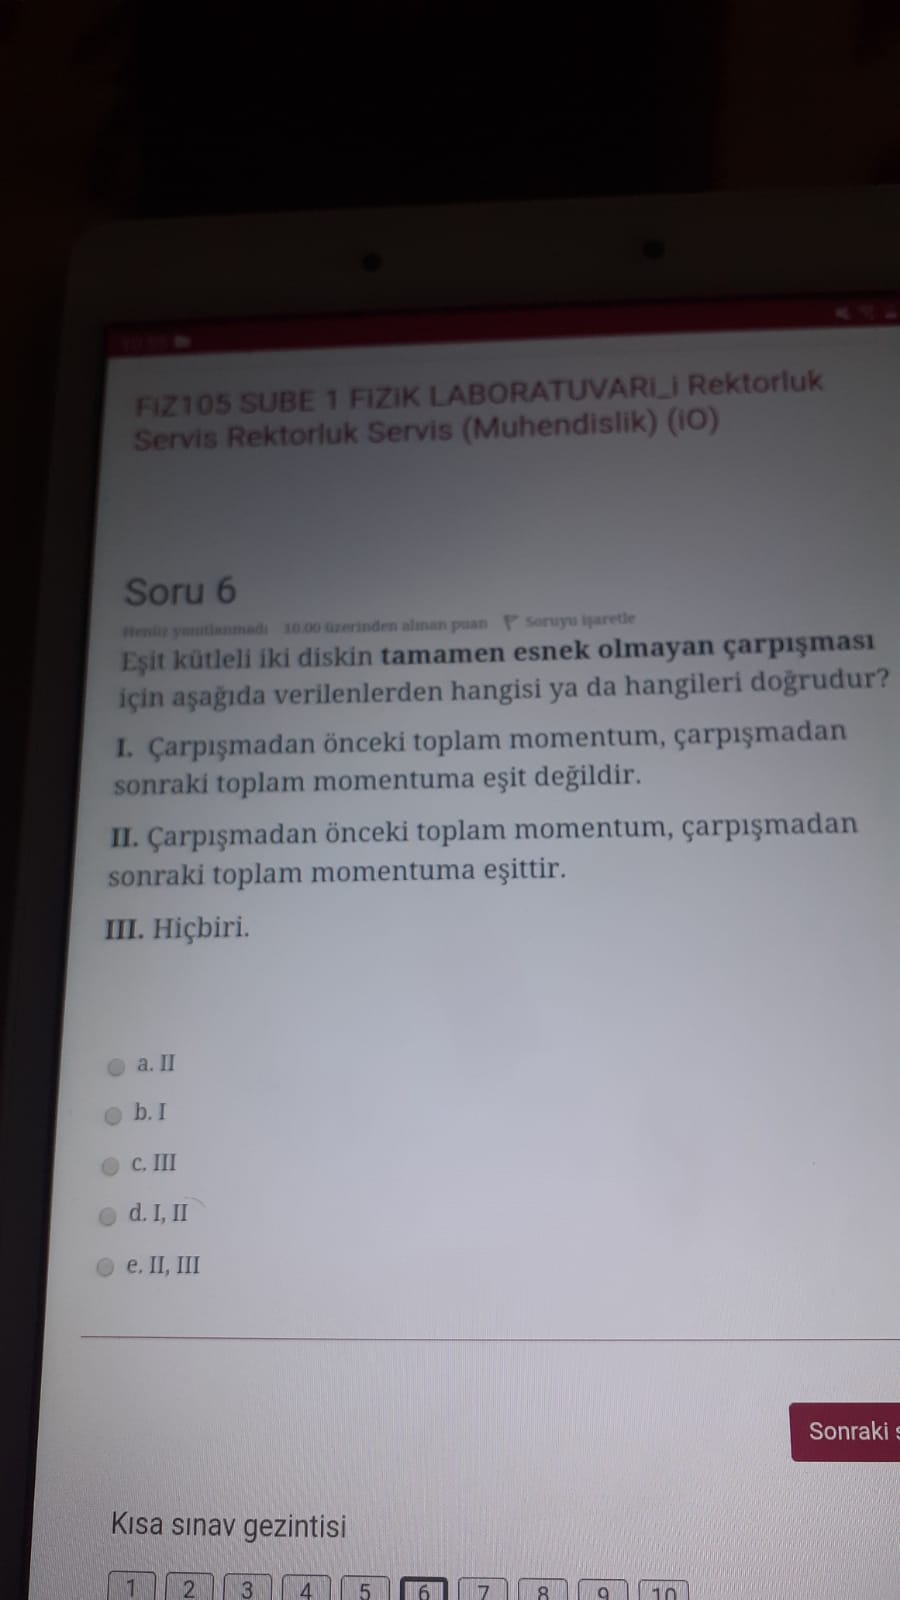 FiZ105 SUBE 1 FiZiK LABORATUVARi_i Rektorluk
Servis Rektorluk Servis (Muhendislik) (iO)
Soru 6
Henüz yanıtlanmadı 10.00 üzerinden alınan puan Soruyu işaretle
Eşit kütleli iki diskin tamamen esnek olmayan çarpışması
için aşağıda verilenlerden hangisi ya da hangileri doğrudur?
I. Çarpışmadan önceki toplam momentum, çarpışmadan
sonraki toplam momentuma eşit değildir.
II. Çarpışmadan önceki toplam momentum, çarpışmadan
sonraki toplam momentuma eşittir.
III. Hiçbiri.
a. II
b. I
c. III
d. I, II
e. II, III
Sonraki s
Kısa sınav gezintisi
1 2 3 4 5 6 7 8 9 10